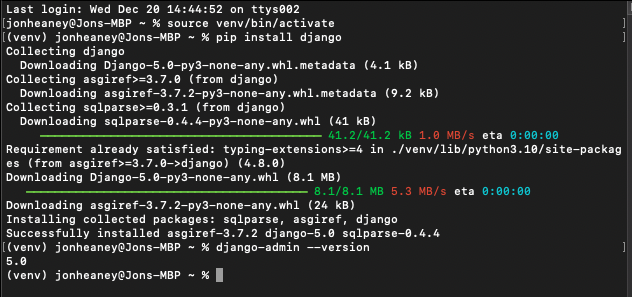 Last login: Wed Dec 20 14:44:52 on ttys002
[jonheaney@Jons-MBP ~ % source venv/bin/activate ]
[(venv) jonheaney@Jons-MBP ~ % pip install django ]
Collecting django
  Downloading Django-5.0-py3-none-any.whl.metadata (4.1 kB)
Collecting asgiref>=3.7.0 (from django)
  Downloading asgiref-3.7.2-py3-none-any.whl.metadata (9.2 kB)
Collecting sqlparse>=0.3.1 (from django)
  Downloading sqlparse-0.4.4-py3-none-any.whl (41 kB)
41.2/41.2 kB 1.0 MB/s eta 0:00:00
Requirement already satisfied: typing-extensions>=4 in ./venv/lib/python3.10/site-packag
es (from asgiref>=3.7.0->django) (4.8.0)
Downloading Django-5.0-py3-none-any.whl (8.1 MB)
8.1/8.1 MB 5.3 MB/s eta 0:00:00
Downloading asgiref-3.7.2-py3-none-any.whl (24 kB)
Installing collected packages: sqlparse, asgiref, django
Successfully installed asgiref-3.7.2 django-5.0 sqlparse-0.4.4
[(venv) jonheaney@Jons-MBP ~ % django-admin --version ]
5.0
(venv) jonheaney@Jons-MBP ~ %